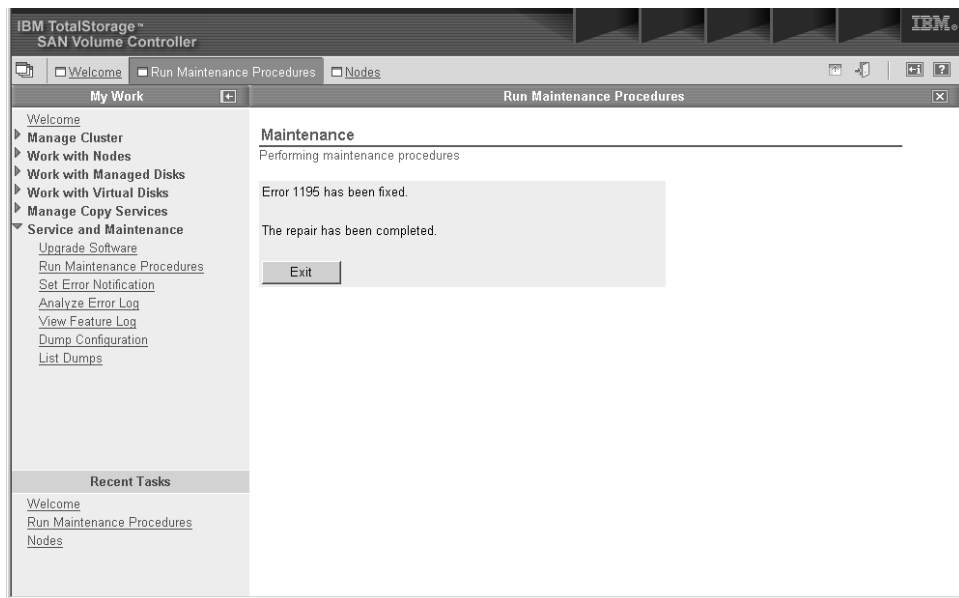 IBM TotalStorage™
SAN Volume Controller
IBM®
Welcome
Run Maintenance Procedures
Nodes
My Work
Run Maintenance Procedures
Welcome
Manage Cluster
Work with Nodes
Work with Managed Disks
Work with Virtual Disks
Manage Copy Services
Service and Maintenance
Upgrade Software
Run Maintenance Procedures
Set Error Notification
Analyze Error Log
View Feature Log
Dump Configuration
List Dumps
Recent Tasks
Welcome
Run Maintenance Procedures
Nodes
Maintenance
Performing maintenance procedures
Error 1195 has been fixed.
The repair has been completed.
Exit